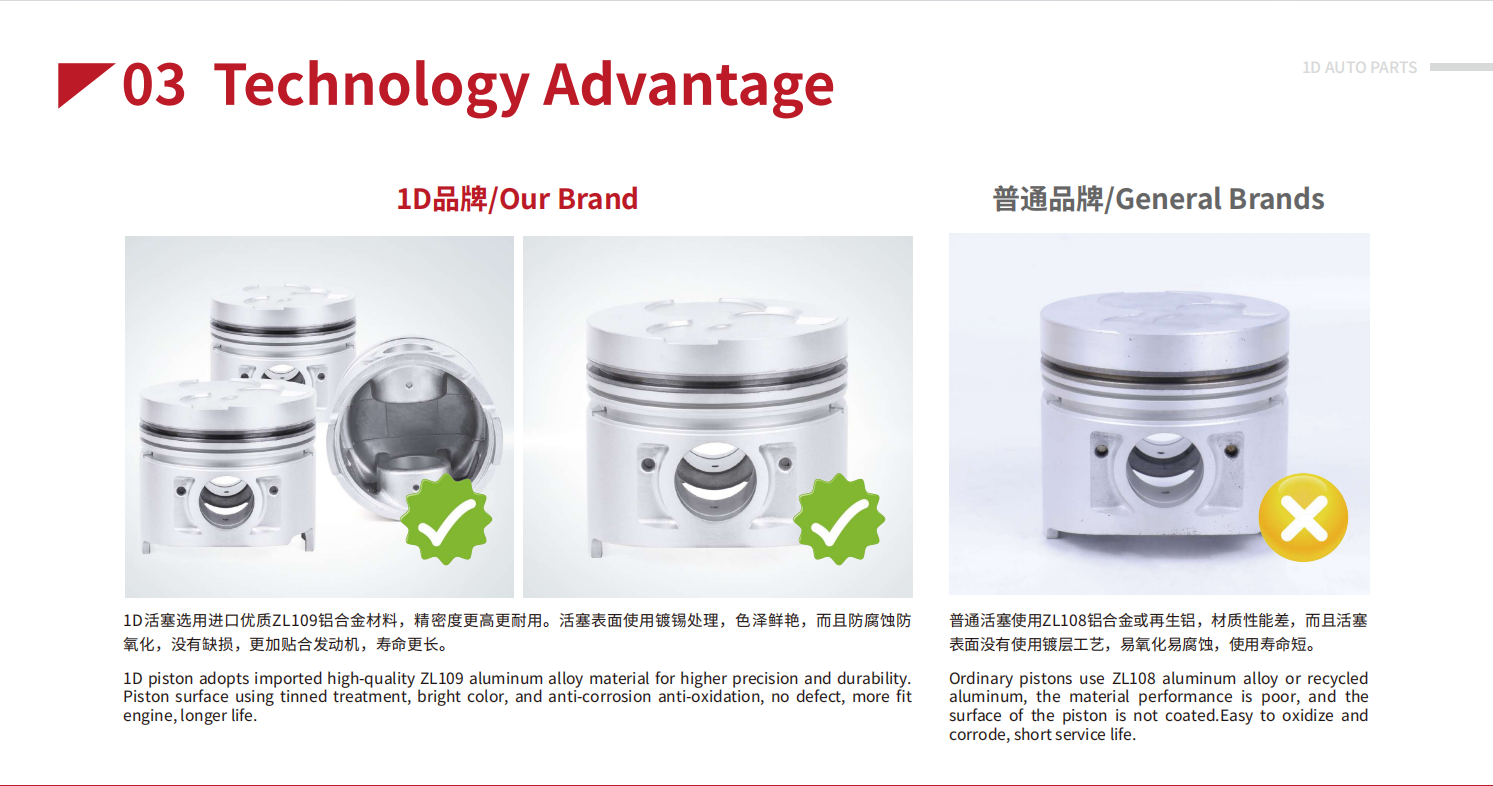 03 Technology Advantage
1D AUTO PARTS
1D品牌/Our Brand
普通品牌/General Brands
1D活塞选用进口优质ZL109铝合金材料，精密度更高更耐用。活塞表面使用镀锡处理，色泽鲜艳，而且防腐蚀防
氧化，没有缺损，更加贴合发动机，寿命更长。
1D piston adopts imported high-quality ZL109 aluminum alloy material for higher precision and durability.
Piston surface using tinned treatment, bright color, and anti-corrosion anti-oxidation, no defect, more fit
engine, longer life.
普通活塞使用ZL108铝合金或再生铝，材质性能差，而且活塞
表面没有使用镀层工艺，易氧化易腐蚀，使用寿命短。
Ordinary pistons use ZL108 aluminum alloy or recycled
aluminum, the material performance is poor, and the
surface of the piston is not coated.Easy to oxidize and
corrode, short service life.